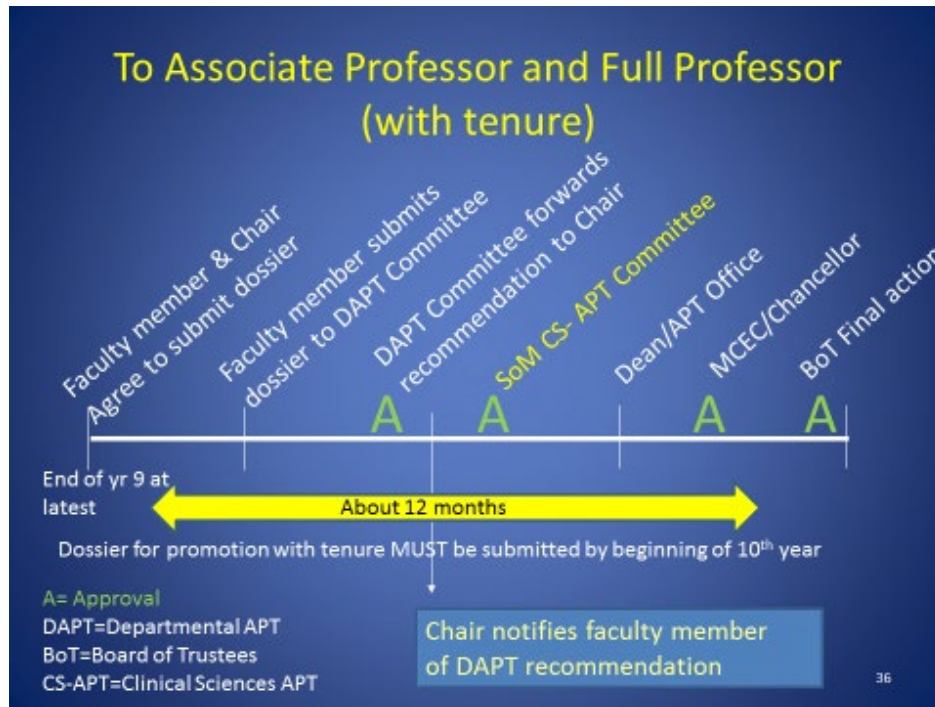 To Associate Professor and Full Professor
(with tenure)
Faculty member & Chair
Agree to submit dossier
Faculty member submits
dossier to DAPT Committee
DAPT Committee forwards
recommendation to Chair
SoM CS- APT Committee
Dean/APT Office
MCEC/Chancellor
BoT Final action
A
A
A
A
End of yr 9 at
latest
About 12 months
Dossier for promotion with tenure MUST be submitted by beginning of 10th year
A= Approval
DAPT=Departmental APT
BoT=Board of Trustees
CS-APT=Clinical Sciences APT
Chair notifies faculty member
of DAPT recommendation
36